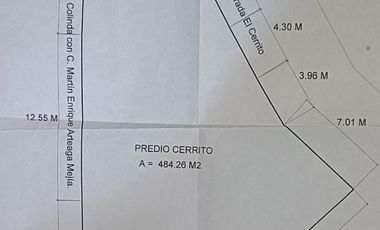 Colinda con C. Martín Enrique Arteaga Mejía.
rada El Cerrito
4.30 M
3.96 M
12.55 M
7.01 M
PREDIO CERRITO
A = 484.26 M2